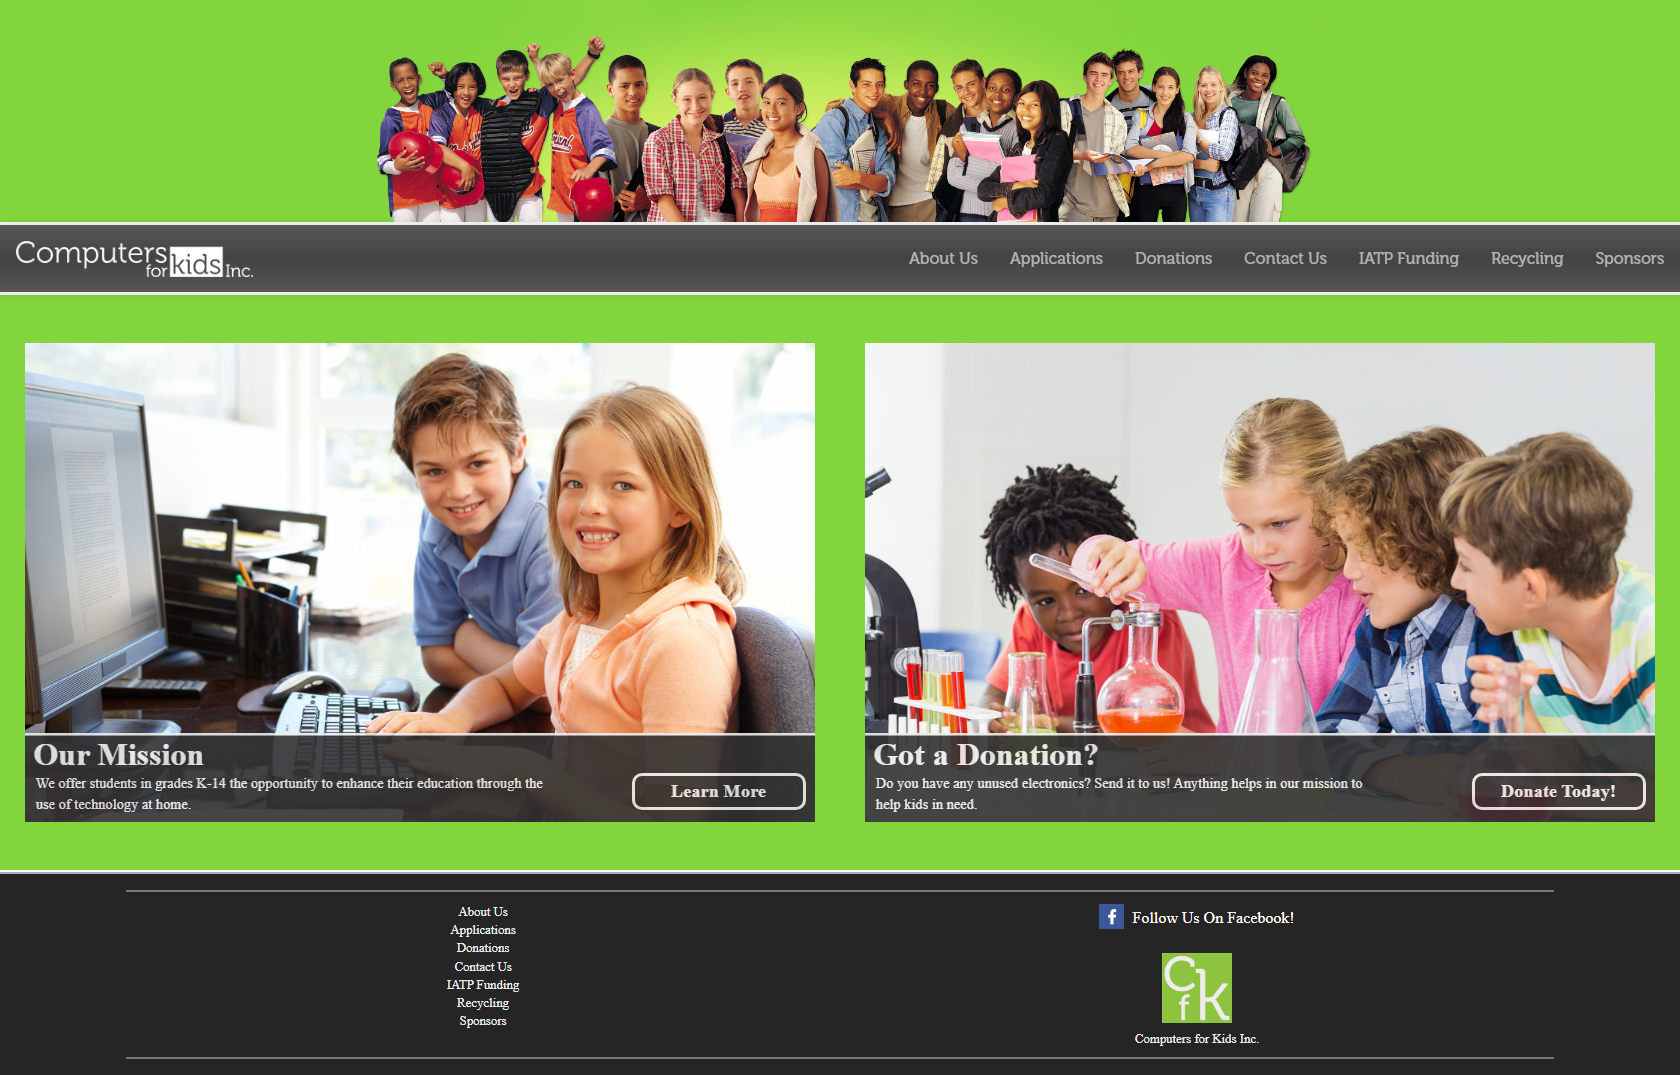 Computers
for kids Inc.
About Us Applications Donations Contact Us IATP Funding Recycling Sponsors
Our Mission
We offer students in grades K-14 the opportunity to enhance their education through the
use of technology at home.
Learn More
Got a Donation?
Do you have any unused electronics? Send it to us! Anything helps in our mission to
help kids in need.
Donate Today!
About Us
Applications
Donations
Contact Us
IATP Funding
Recycling
Sponsors
f Follow Us On Facebook!
CfK
Computers for Kids Inc.